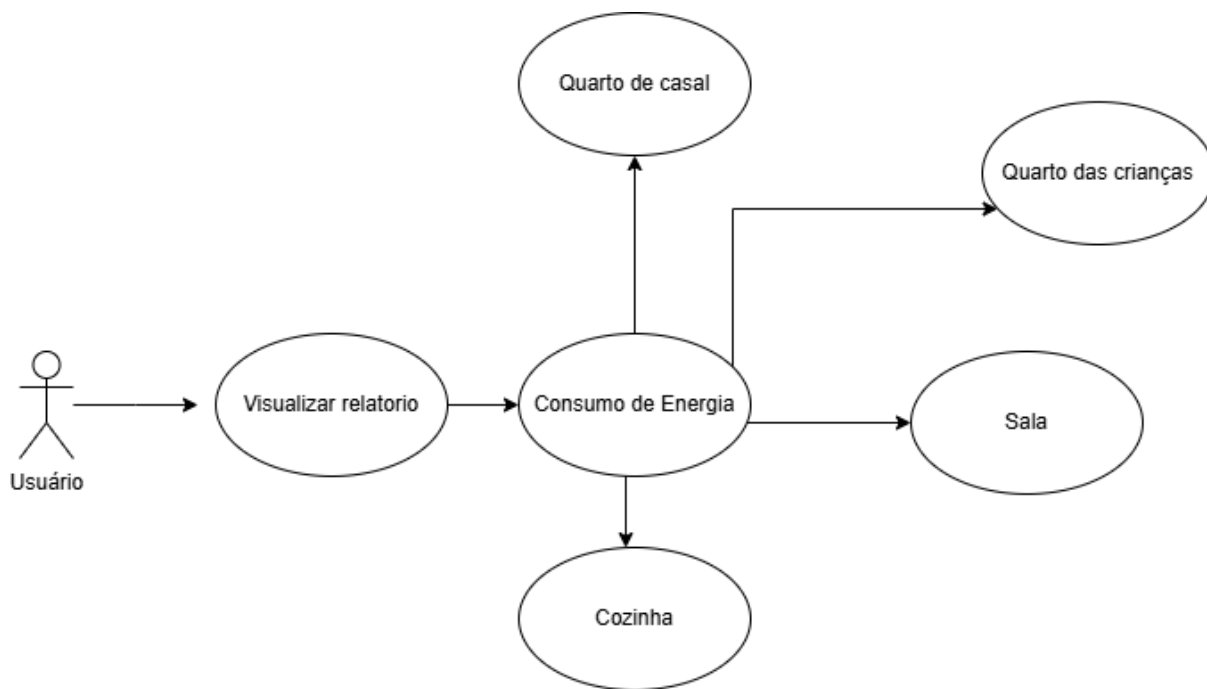 Quarto de casal
Quarto das crianças
Visualizar relatorio
Consumo de Energia
Sala
Usuário
Cozinha